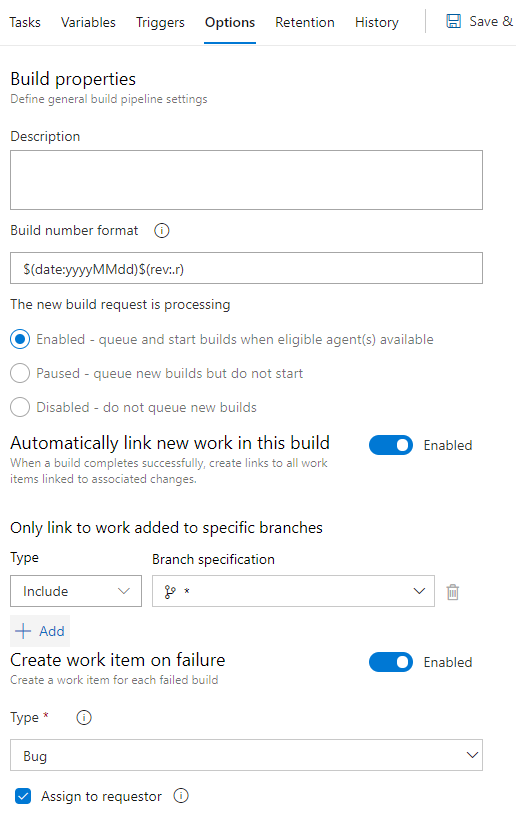 Tasks Variables Triggers Options Retention History Save &
Build properties
Define general build pipeline settings
Description
Build number format
$(date:yyyyMMdd)$(rev:.r)
The new build request is processing
Enabled - queue and start builds when eligible agent(s) available
Paused - queue new builds but do not start
Disabled - do not queue new builds
Automatically link new work in this build Enabled
When a build completes successfully, create links to all work
items linked to associated changes.
Only link to work added to specific branches
Type Branch specification
Include *
Add
Create work item on failure Enabled
Create a work item for each failed build
Type *
Bug
Assign to requestor